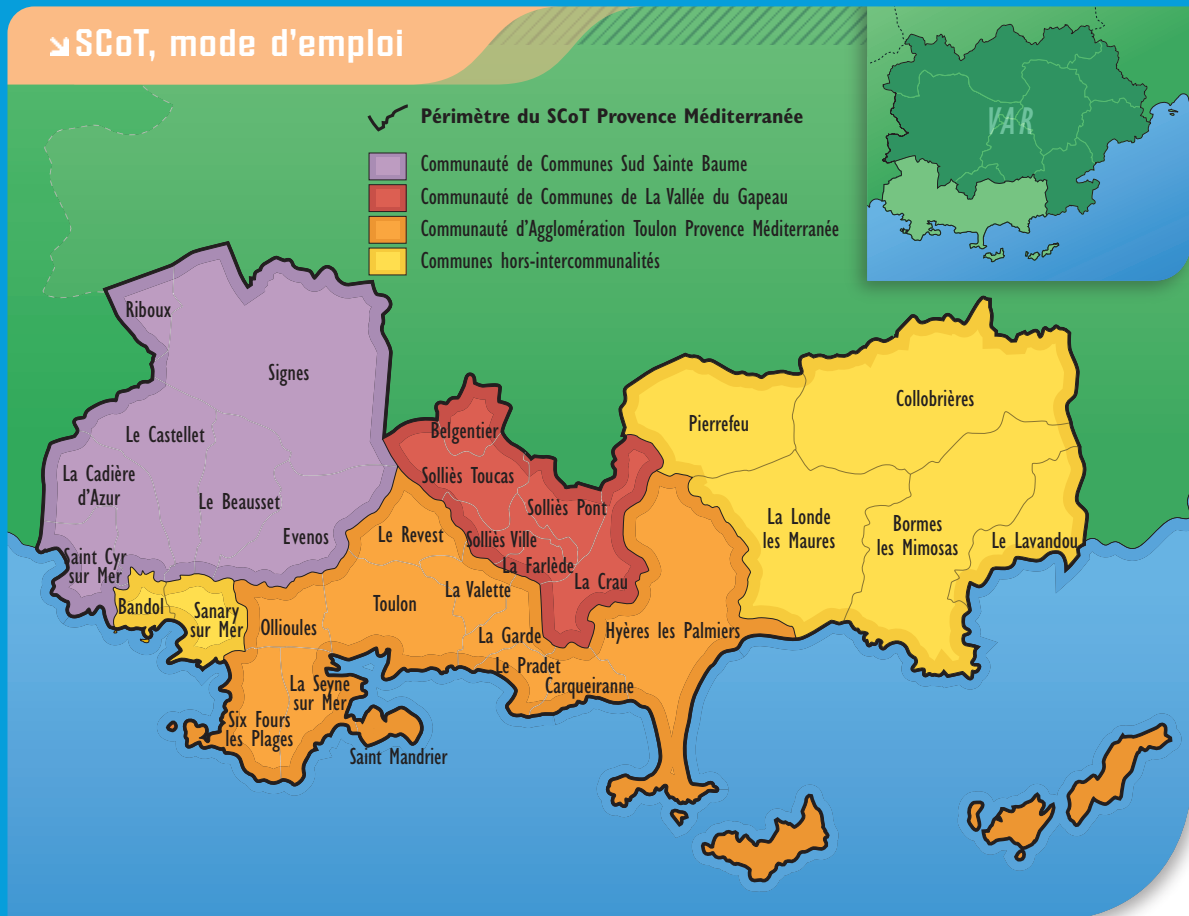 SCoT, mode d'emploi
VAR
Périmètre du SCoT Provence Méditerranée
Communauté de Communes Sud Sainte Baume
Communauté de Communes de La Vallée du Gapeau
Communauté d'Agglomération Toulon Provence Méditerranée
Communes hors-intercommunalités
Riboux
Signes
Le Castellet
La Cadière
d'Azur
Le Beausset
Evenos
Saint Cyr
sur Mer
Bandol
Sanary
sur Mer
Ollioules
La Seyne
sur Mer
Six Fours
les Plages
Saint Mandrier
Toulon
Le Revest
La Valette
La Garde
Le Pradet
Carqueiranne
Hyères les Palmiers
Belgentier
Solliès Toucas
Solliès Pont
Solliès Ville
La Farlède
La Crau
Pierrefeu
Collobrières
La Londe
les Maures
Bormes
les Mimosas
Le Lavandou